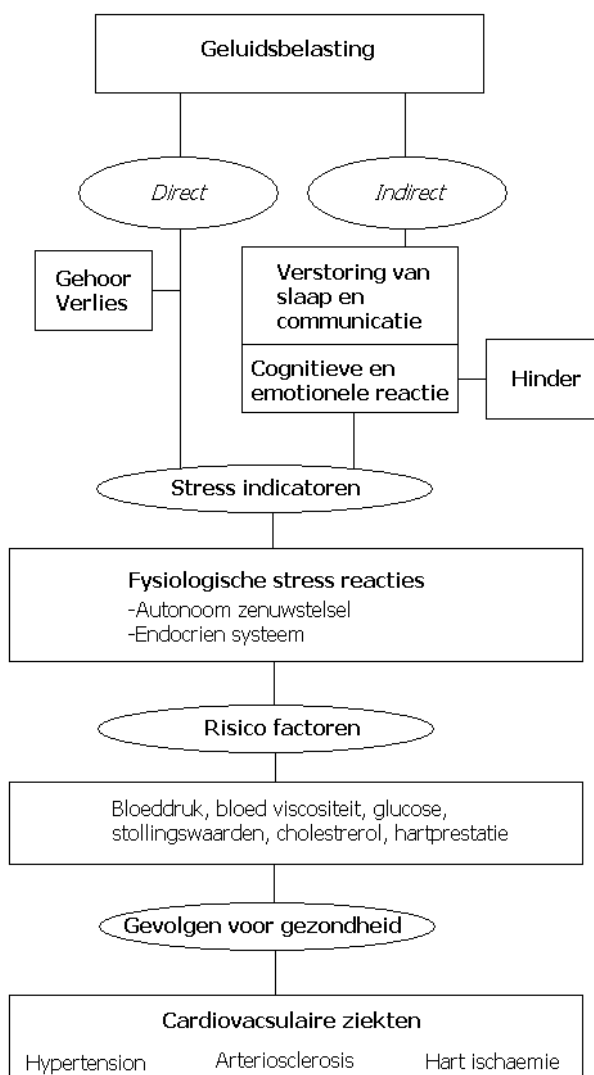 Geluidsbelasting
Direct
Indirect
Gehoor
Verlies
Verstoring van
slaap en
communicatie
Cognitieve en
emotionele reactie
Hinder
Stress indicatoren
Fysiologische stress reacties
-Autonoom zenuwstelsel
-Endocrien systeem
Risico factoren
Bloeddruk, bloed viscositeit, glucose,
stollingswaarden, cholestrerol, hartprestatie
Gevolgen voor gezondheid
Cardiovacsulaire ziekten
Hypertension Arteriosclerosis Hart ischaemie